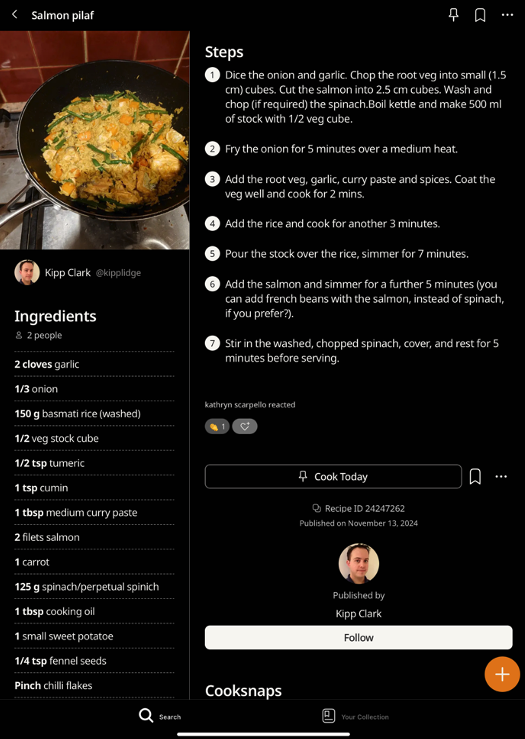 Salmon pilaf
Kipp Clark @kipplidge
Ingredients
2 people
2 cloves garlic
1/3 onion
150 g basmati rice (washed)
1/2 veg stock cube
1/2 tsp tumeric
1 tsp cumin
1 tbsp medium curry paste
2 filets salmon
1 carrot
125 g spinach/perpetual spinich
1 tbsp cooking oil
1 small sweet potatoe
1/4 tsp fennel seeds
Pinch chilli flakes
Steps
1 Dice the onion and garlic. Chop the root veg into small (1.5
cm) cubes. Cut the salmon into 2.5 cm cubes. Wash and
chop (if required) the spinach.Boil kettle and make 500 ml
of stock with 1/2 veg cube.
2 Fry the onion for 5 minutes over a medium heat.
3 Add the root veg, garlic, curry paste and spices. Coat the
veg well and cook for 2 mins.
4 Add the rice and cook for another 3 minutes.
5 Pour the stock over the rice, simmer for 7 minutes.
6 Add the salmon and simmer for a further 5 minutes (you
can add french beans with the salmon, instead of spinach,
if you prefer?).
7 Stir in the washed, chopped spinach, cover, and rest for 5
minutes before serving.
kathryn scarpello reacted
1
Cook Today
Recipe ID 24247262
Published on November 13, 2024
Published by
Kipp Clark
Follow
Cooksnaps
Search
Your Collection